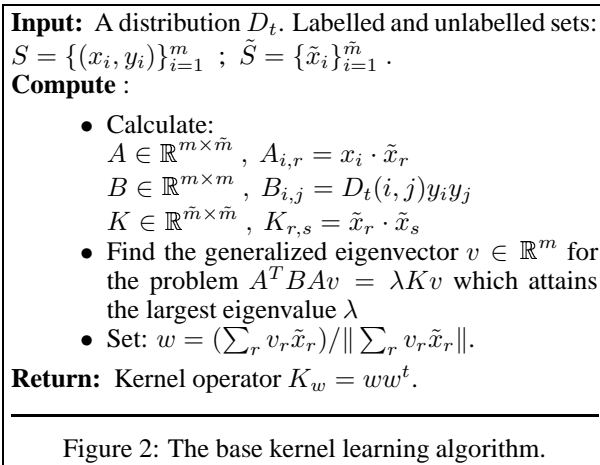 Input: A distribution D_t. Labelled and unlabelled sets:
S = {(x_i, y_i)}_{i=1}^m ; S̃ = {x̃_i}_{i=1}^{m̃} .
Compute :
• Calculate:
A ∈ ℝ^{m×m̃} , A_{i,r} = x_i · x̃_r
B ∈ ℝ^{m×m} , B_{i,j} = D_t(i, j)y_iy_j
K ∈ ℝ^{m̃×m̃} , K_{r,s} = x̃_r · x̃_s
• Find the generalized eigenvector v ∈ ℝ^m for
the problem A^T BAv = λKv which attains
the largest eigenvalue λ
• Set: w = (∑_r v_r x̃_r)/‖ ∑_r v_r x̃_r‖.
Return: Kernel operator K_w = ww^t.
Figure 2: The base kernel learning algorithm.